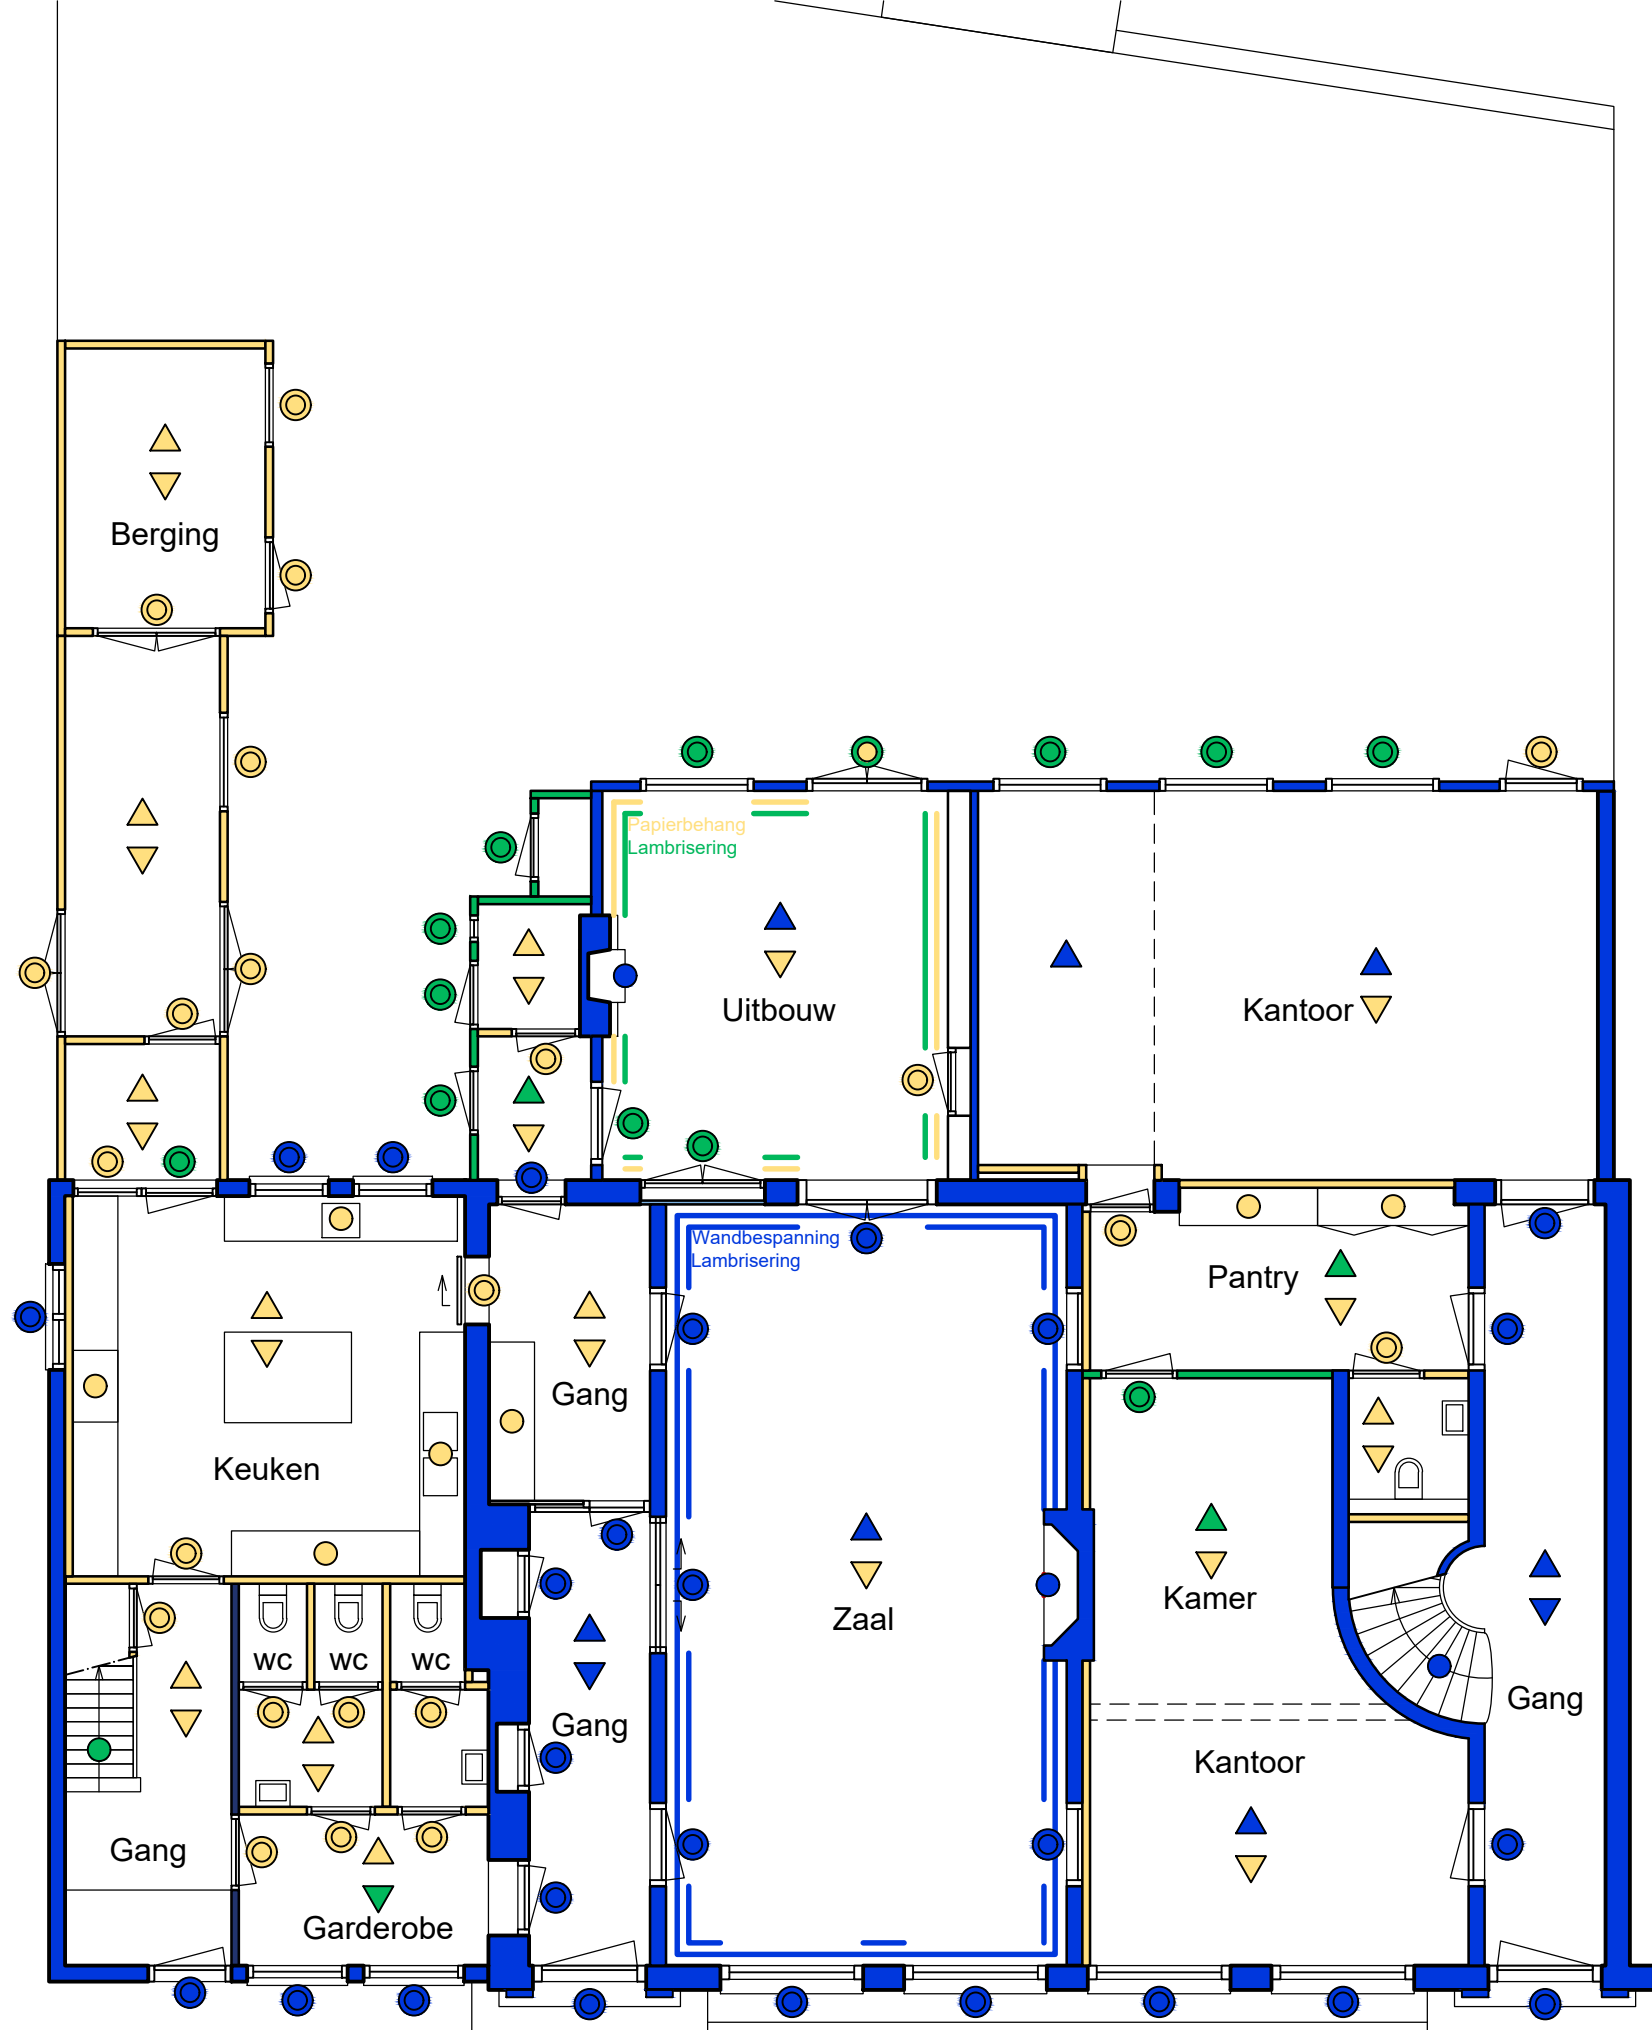 Berging
Papierbehang
Lambrisering
Uitbouw
Kantoor
Wandbespanning
Lambrisering
Pantry
Gang
Keuken
Kamer
Zaal
wc
wc
wc
Gang
Gang
Kantoor
Gang
Garderobe